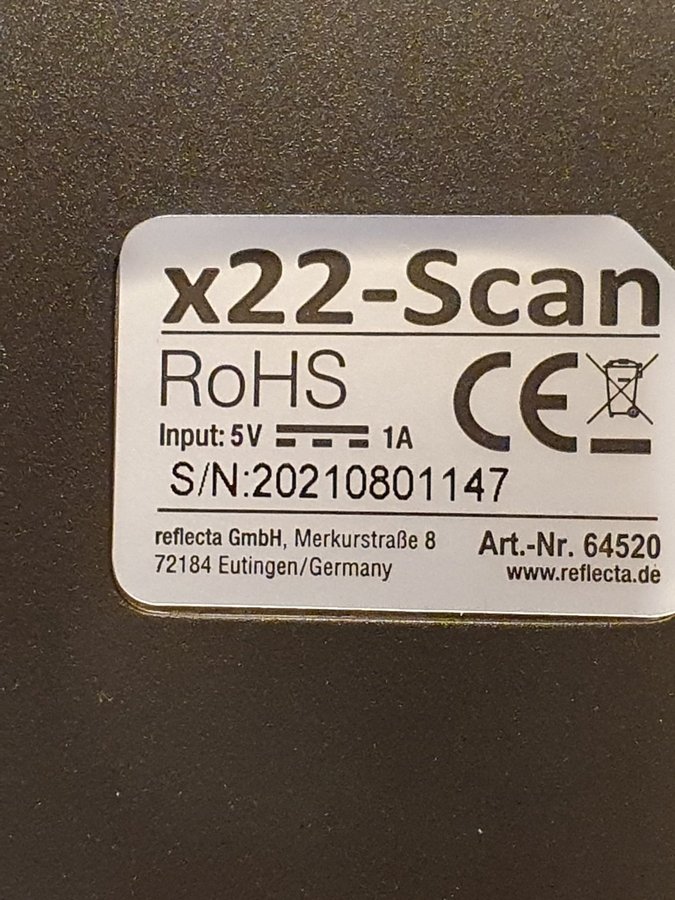 x22-Scan
RoHS CE
Input: 5V 1A
S/N:20210801147
reflecta GmbH, Merkurstraße 8
72184 Eutingen/Germany
Art.-Nr. 64520
www.reflecta.de